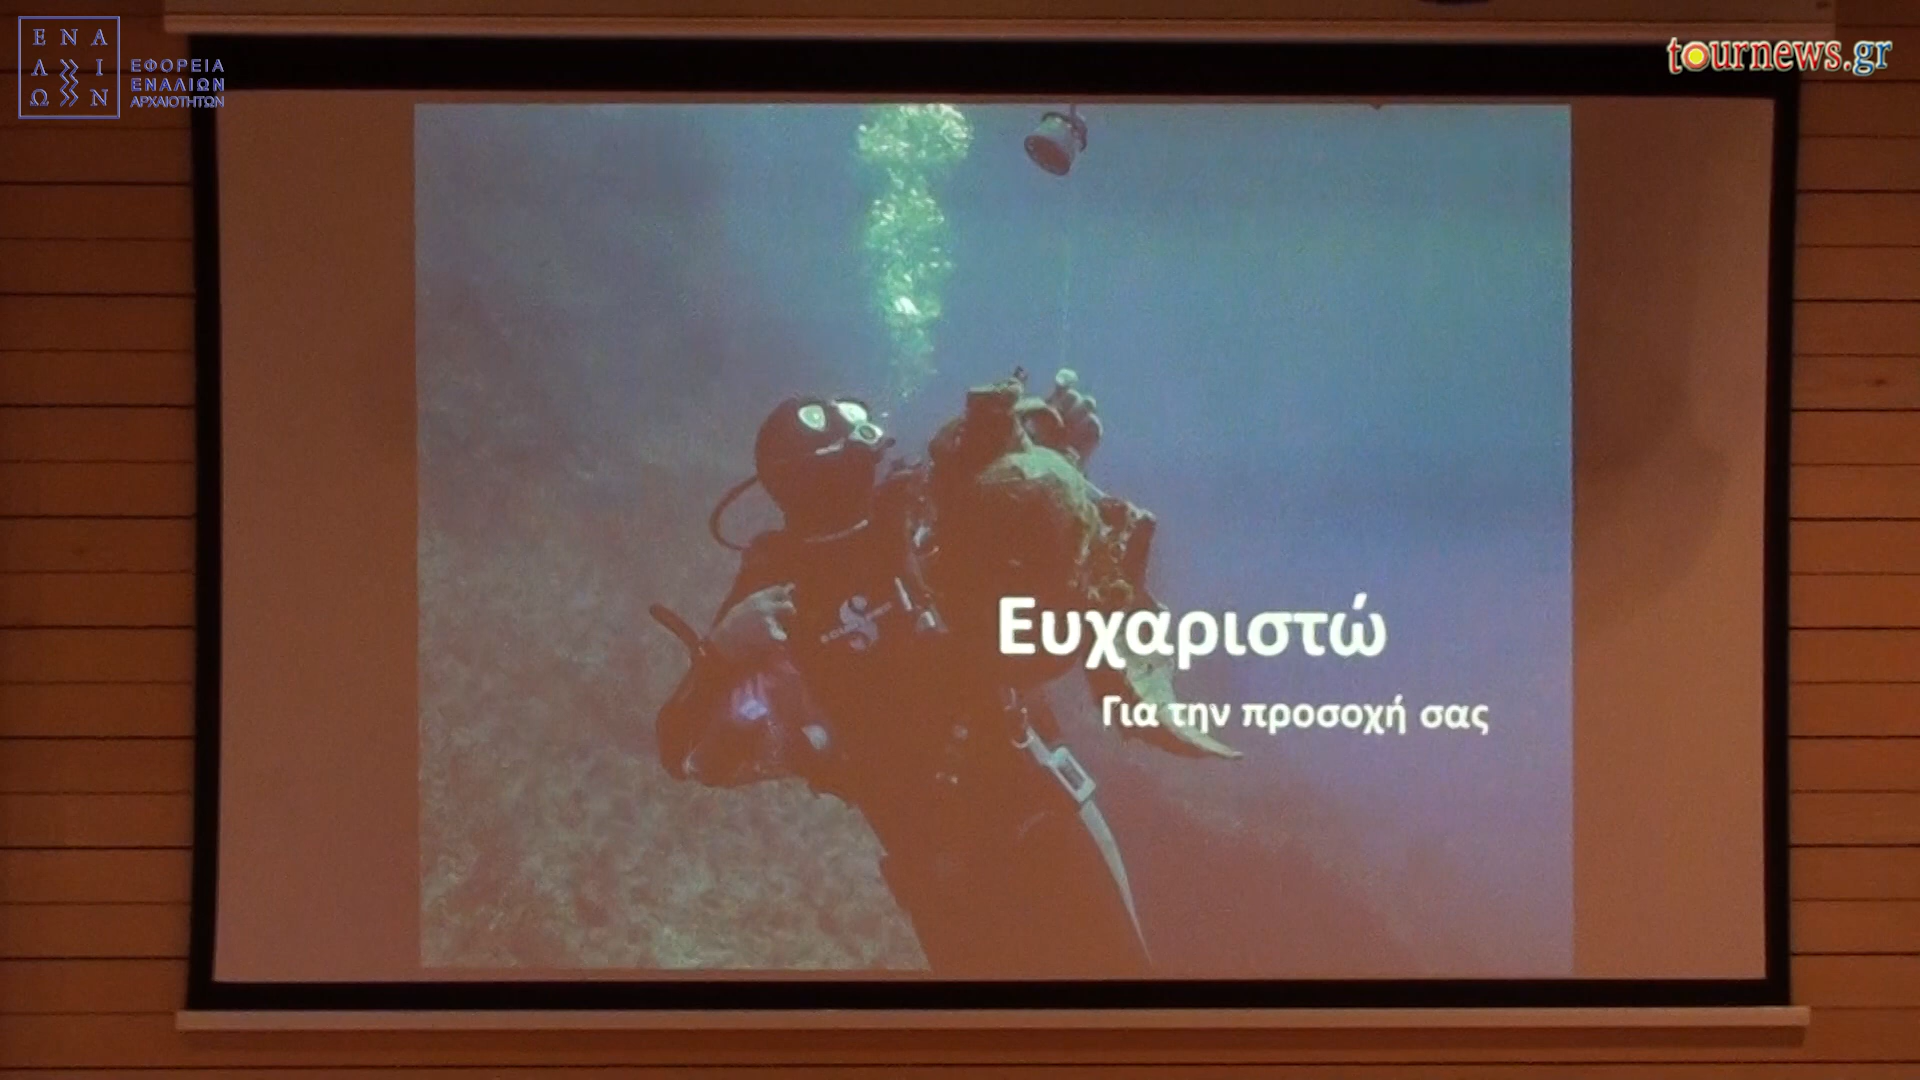 ΕΝΑ
ΛΙ
ΩΝ
ΕΦΟΡΕΙΑ
ΕΝΑΛΙΩΝ
ΑΡΧΑΙΟΤΗΤΩΝ
tournews.gr
Ευχαριστώ
Για την προσοχή σας